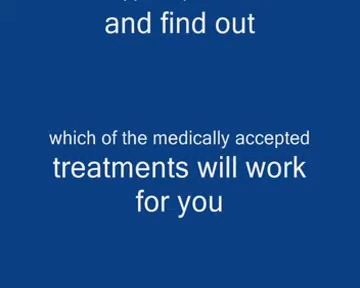 and find out
which of the medically accepted
treatments will work
for you